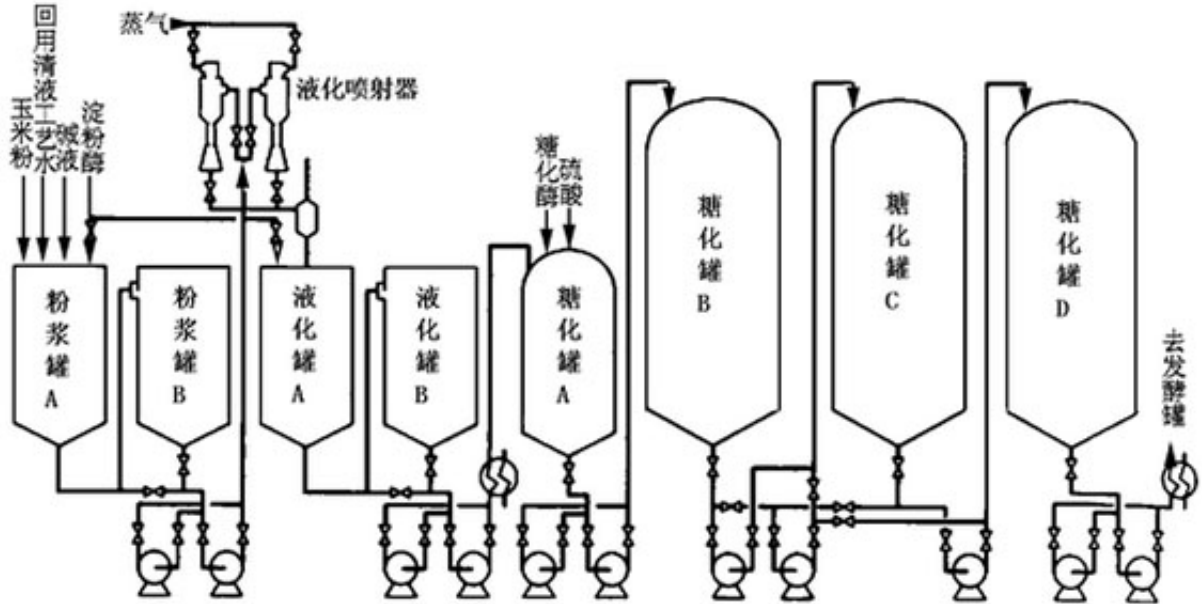 蒸气
液化喷射器
玉米粉
回用清液工艺水
碱液
淀粉酶
糖化酶
硫酸
粉浆罐A
粉浆罐B
液化罐A
液化罐B
糖化罐A
糖化罐B
糖化罐C
糖化罐D
去发酵罐